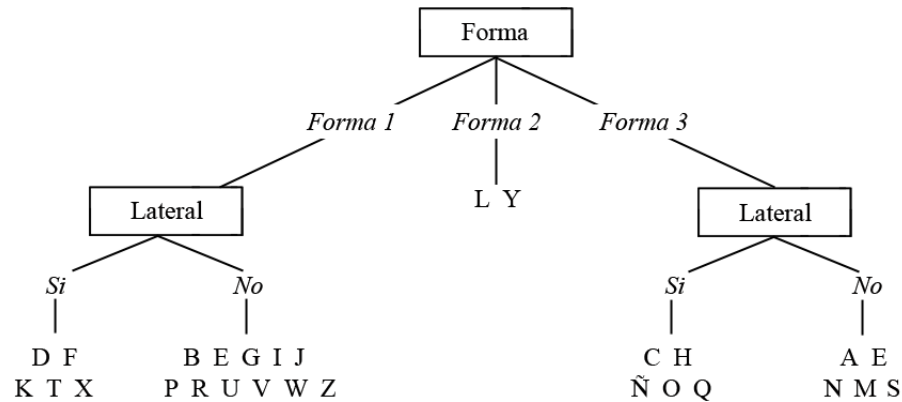 Forma
Forma 1 Forma 2 Forma 3
L Y
Lateral Lateral
Si No Si No
D F B E G I J C H A E
K T X P R U V W Z Ñ O Q N M S